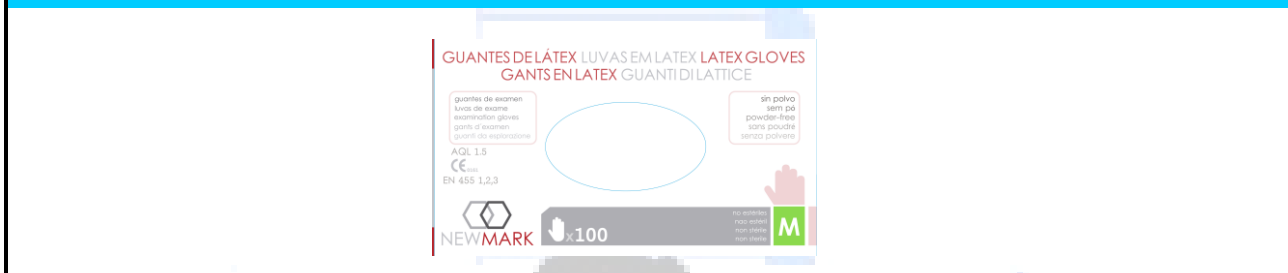 GUANTES DE LÁTEX LUVAS EM LATEX LATEX GLOVES
GANTS EN LATEX GUANTI DI LATTICE
guantes de examen
luvas de exame
examination gloves
gants d'examen
guanti da esplorazione
sin polvo
sem pó
powder-free
sans poudre
senza polvere
AQL 1.5
CE
EN 455 1,2,3
NEWMARK
x100
no estériles
nao estéril
non stérile
non sterile
M